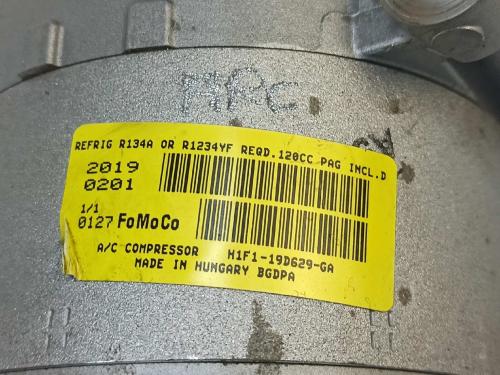 MPC
REFRIG R134A OR R1234YF REQD.120CC PAG INCL.D
2019
0201
1/1
0127 FoMoCo
A/C COMPRESSOR H1F1-19D629-GA
MADE IN HUNGARY BGDPA